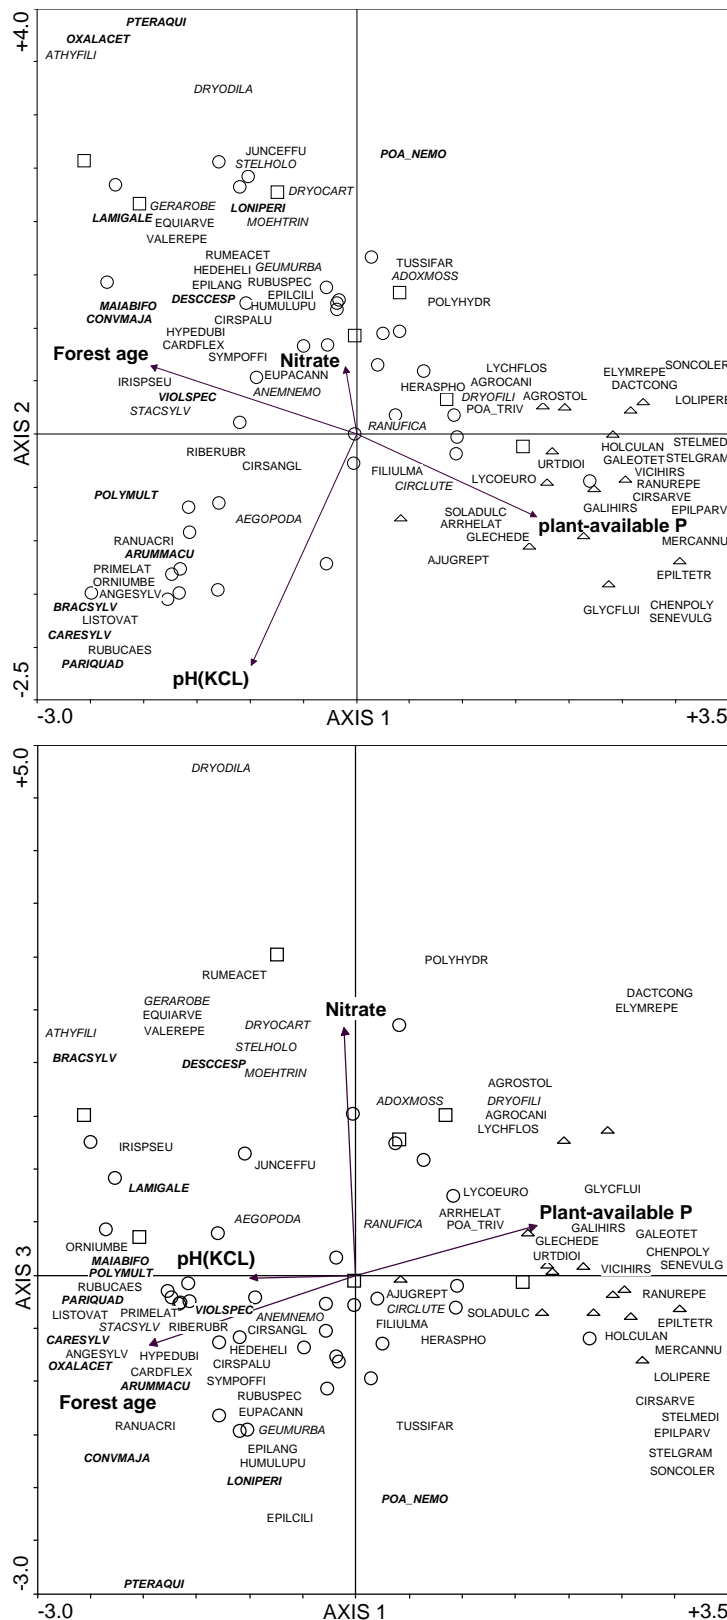 +4.0
PTERAQUI
OXALACET
ATHYFILI
DRYODILA
JUNCEFFU
POA_NEMO
STELHOLO
DRYOCART
GERAROBE
LONIPERI
LAMIGALE
EQUIARVE
MOEHTRIN
VALEREPE
RUMEACET
HEDEHELI
GEUMURBA
TUSSIFAR
ADOXMOSS
EPILANG
RUBUSPEC
DESCCESP
EPILCILI
POLYHYDR
MAIABIFO
HUMULUPU
CONVMAJA
CIRSPALU
HYPEDUBI
CARDFLEX
Forest age
SYMPOFFI
Nitrate
LYCHFLOS
ELYMREPE
SONCOLER
IRISPSEU
EUPACANN
HERASPHO
AGROCANI
DACTCONG
VIOLSPEC
ANEMNEMO
DRYOFILI
AGROSTOL
LOLIPERE
STACSYLV
POA_TRIV
AXIS 2
RANUFICA
RIBERUBR
HOLCULAN
STELMEDI
CIRSANGL
URTDIOI
GALEOTET
STELGRAM
FILIULMA
VICIHIRS
POLYMULT
CIRCLUTE
LYCOEURO
RANUREPE
CIRSARVE
AEGOPODA
SOLADULC
GALIHIRS
EPILPARV
ARRHELAT
plant-available P
RANUACRI
GLECHEDE
MERCANNU
ARUMMACU
AJUGREPT
PRIMELAT
EPILTETR
ORNIUMBE
ANGESYLV
BRACSYLV
GLYCFLUI
CHENPOLY
LISTOVAT
SENEVULG
CARESYLV
RUBUCAES
PARIQUAD
pH(KCL)
-2.5
-3.0
AXIS 1
+3.5
+5.0
DRYODILA
RUMEACET
POLYHYDR
GERAROBE
Nitrate
DACTCONG
EQUIARVE
ELYMREPE
ATHYFILI
VALEREPE
DRYOCART
BRACSYLV
STELHOLO
DESCCESP
MOEHTRIN
AGROSTOL
ADOXMOSS
DRYOFILI
AGROCANI
LYCHFLOS
IRISPSEU
JUNCEFFU
LAMIGALE
LYCOEURO
GLYCFLUI
AEGOPODA
RANUFICA
ARRHELAT
Plant-available P
POA_TRIV
GALIHIRS
ORNIUMBE
GLECHEDE
GALEOTET
MAIABIFO
pH(KCL)
URTDIOI
CHENPOLY
POLYMULT
VICIHIRS
SENEVULG
AXIS 3
RUBUCAES
PARIQUAD
AJUGREPT
RANUREPE
LISTOVAT
PRIMELAT
VIOLSPEC
ANEMNEMO
CIRCLUTE
SOLADULC
STACSYLV
RIBERUBR
CIRSANGL
FILIULMA
EPILTETR
CARESYLV
HERASPHO
HOLCULAN
ANGESYLV
HYPEDUBI
HEDEHELI
MERCANNU
OXALACET
CARDFLEX
CIRSPALU
ARUMMACU
SYMPOFFI
LOLIPERE
Forest age
RUBUSPEC
CIRSARVE
EUPACANN
STELMEDI
RANUACRI
GEUMURBA
TUSSIFAR
EPILPARV
CONVMAJA
EPILANG
STELGRAM
HUMULUPU
SONCOLER
LONIPERI
POA_NEMO
EPILCILI
PTERAQUI
-3.0
-3.0
AXIS 1
+3.5